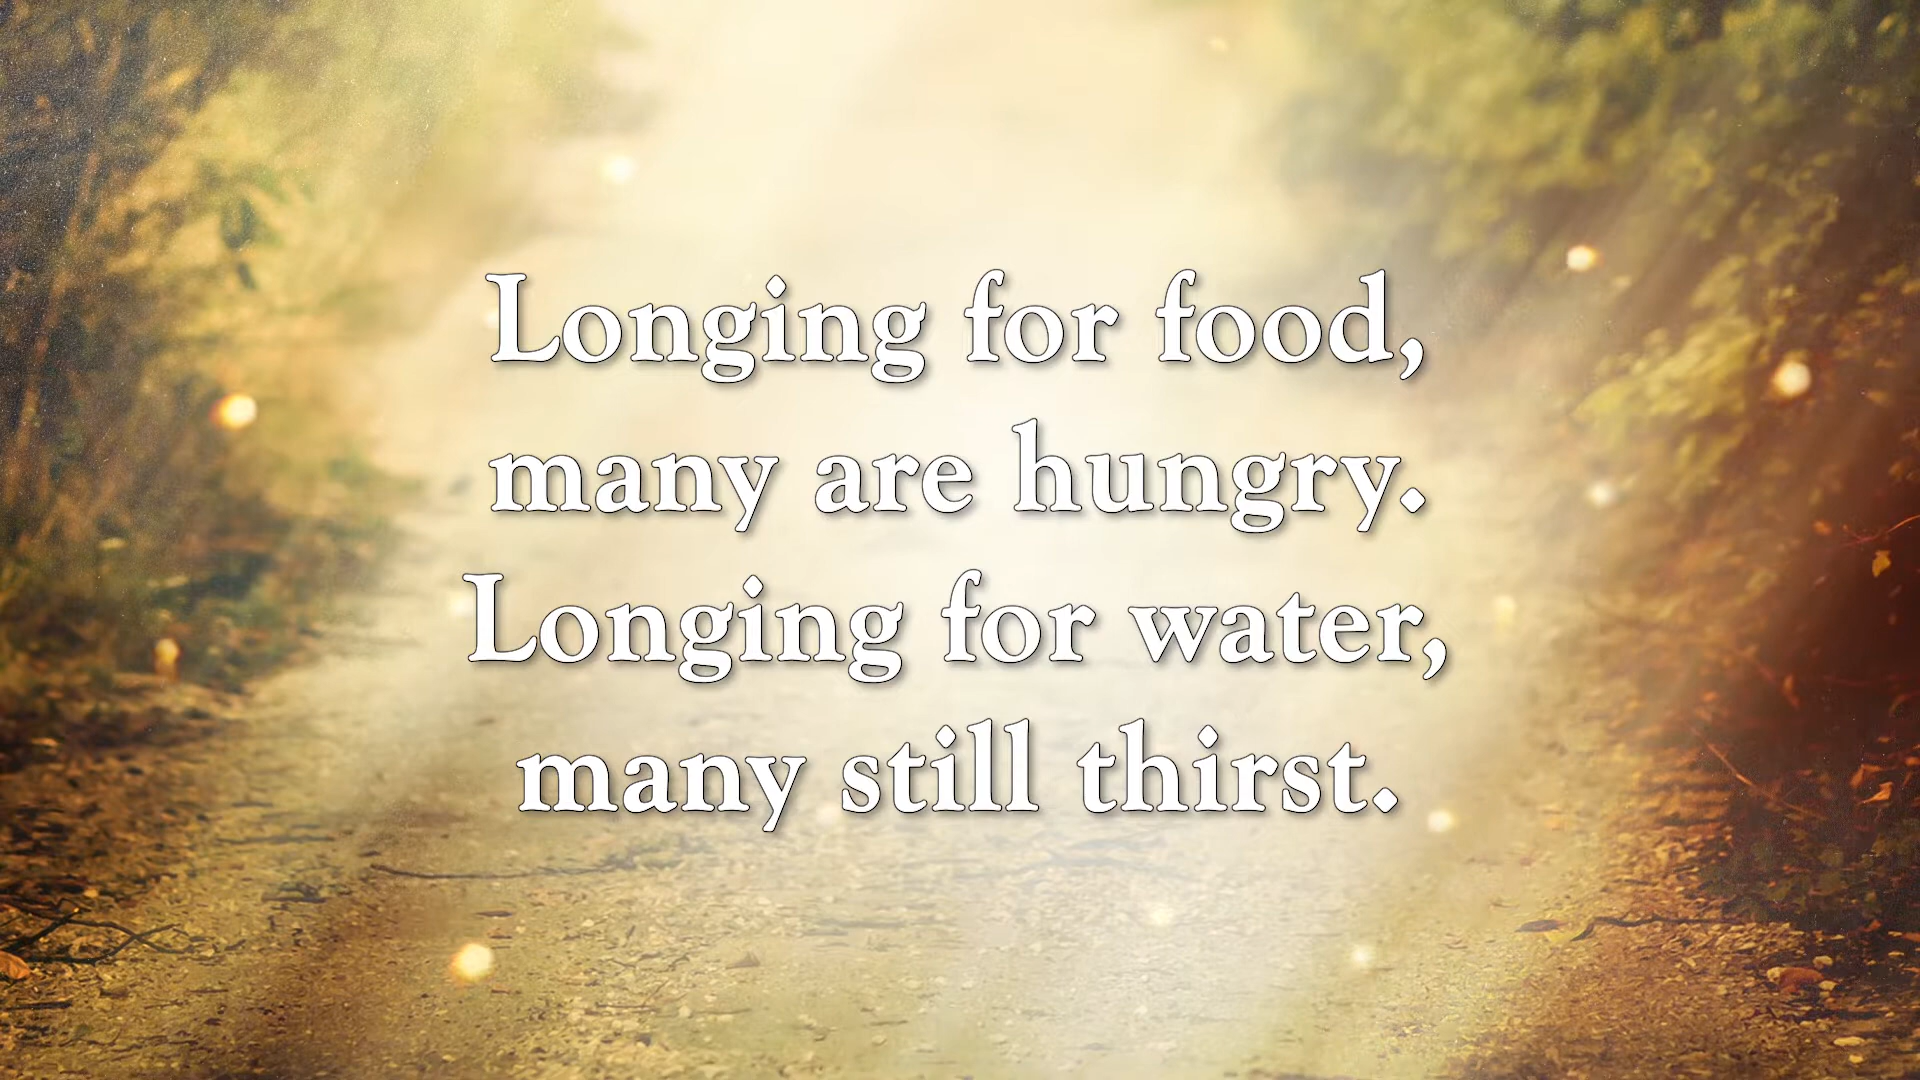 Longing for food,
many are hungry.
Longing for water,
many still thirst.